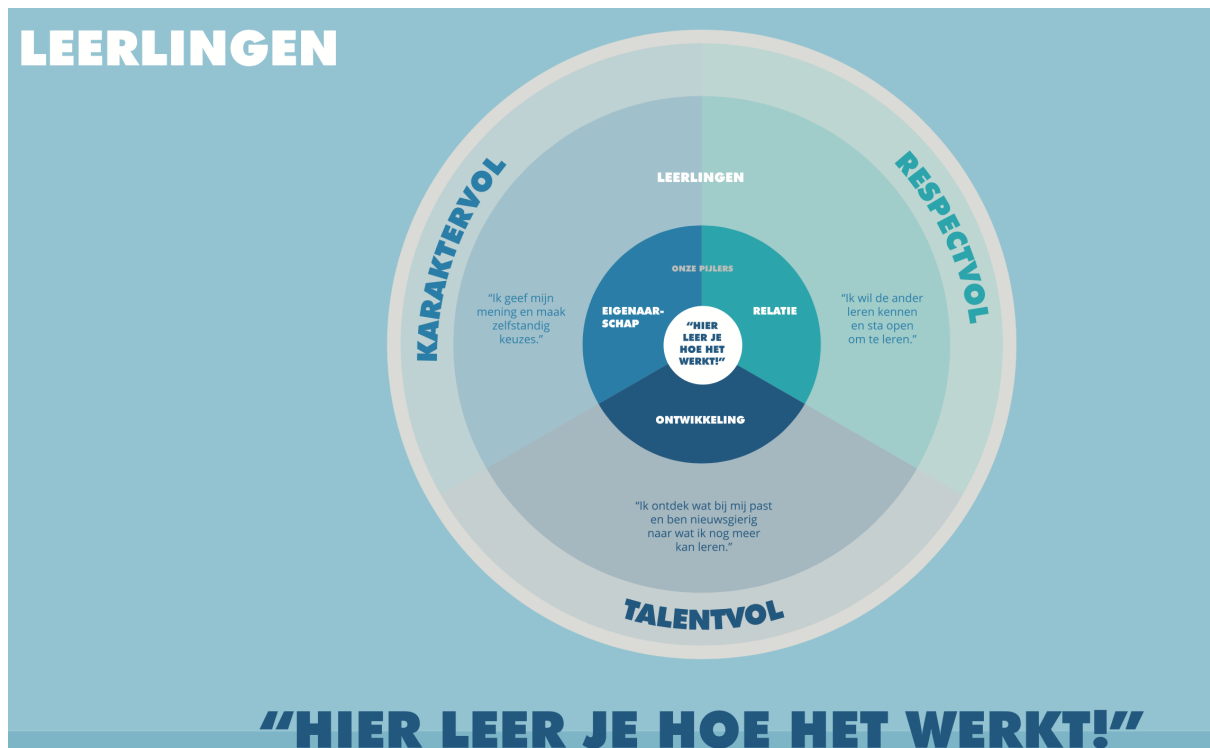 LEERLINGEN
LEERLINGEN
KARAKTERVOL
RESPECTVOL
ONZE PIJLERS
EIGENAAR-
SCHAP
RELATIE
"HIER
LEER JE
HOE HET
WERKT!"
ONTWIKKELING
“Ik geef mijn
mening en maak
zelfstandig
keuzes.”
“Ik wil de ander
leren kennen
en sta open
om te leren.”
“Ik ontdek wat bij mij past
en ben nieuwsgierig
naar wat ik nog meer
kan leren.”
TALENTVOL
"HIER LEER JE HOE HET WERKT!"